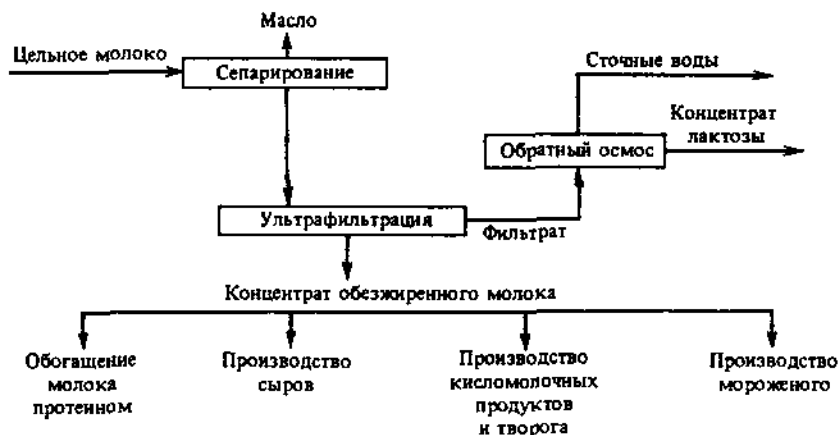 Масло
Цельное молоко
Сепарирование
Сточные воды
Концентрат
лактозы
Обратный осмос
Ультрафильтрация
Фильтрат
Концентрат обезжиренного молока
Обогащение
молока
протеином
Производство
сыров
Производство
кисломолочных
продуктов
и творога
Производство
мороженого